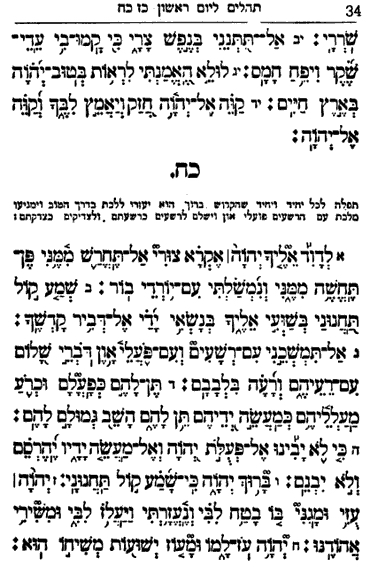 תהלים ליום ראשון כז כח 34
שֹׁרְרָי׃ יב אַל־תִּתְּנֵנִי בְּנֶפֶשׁ צָרָי כִּי קָמוּ־בִי עֵדֵי־
שֶׁקֶר וִיפֵחַ חָמָס׃ יג לוּלֵא הֶאֱמַנְתִּי לִרְאוֹת בְּטוּב־יְהוָֹה
בְּאֶרֶץ חַיִּים׃ יד קַוֵּה אֶל־יְהוָֹה חֲזַק וְיַאֲמֵץ לִבֶּךָ וְקַוֵּה
אֶל־יְהוָֹה׃
כח.
תפלה לכל יחיד ויחיד שהקדוש ברוך הוא יעזרו ללכת בדרך הטוב וימניעו
מלכת עם הרשעים פועלי און וישלם לרשעים כרשעתם, ולצדיקים כצדקתם׃
א לְדָוִד אֵלֶיךָ יְהוָֹה׀ אֶקְרָא צוּרִי אַל־תֶּחֱרַשׁ מִמֶּנִּי פֶּן־
תֶּחֱשֶׁה מִמֶּנִּי וְנִמְשַׁלְתִּי עִם־יוֹרְדֵי בוֹר׃ ב שְׁמַע קוֹל
תַּחֲנוּנַי בְּשַׁוְּעִי אֵלֶיךָ בְּנָשְׂאִי יָדַי אֶל־דְּבִיר קָדְשֶׁךָ׃
ג אַל־תִּמְשְׁכֵנִי עִם־רְשָׁעִים וְעִם־פֹּעֲלֵי אָוֶן דֹּבְרֵי שָׁלוֹם
עִם־רֵעֵיהֶם וְרָעָה בִּלְבָבָם׃ ד תֶּן־לָהֶם כְּפָעֳלָם וּכְרֹעַ
מַעַלְלֵיהֶם כְּמַעֲשֵׂה יְדֵיהֶם תֵּן לָהֶם הָשֵׁב גְּמוּלָם לָהֶם׃
ה כִּי לֹא יָבִינוּ אֶל־פְּעֻלֹּת יְהוָֹה וְאֶל־מַעֲשֵׂה יָדָיו יֶהֶרְסֵם
וְלֹא יִבְנֵם׃ ו בָּרוּךְ יְהוָֹה כִּי־שָׁמַע קוֹל תַּחֲנוּנָי׃ ז יְהוָֹה׀
עֻזִּי וּמָגִנִּי בּוֹ בָטַח לִבִּי וְנֶעֱזָרְתִּי וַיַּעֲלֹז לִבִּי וּמִשִּׁירִי
אֲהוֹדֶנּוּ׃ ח יְהוָֹה עֹז־לָמוֹ וּמָעוֹז יְשׁוּעוֹת מְשִׁיחוֹ הוּא׃